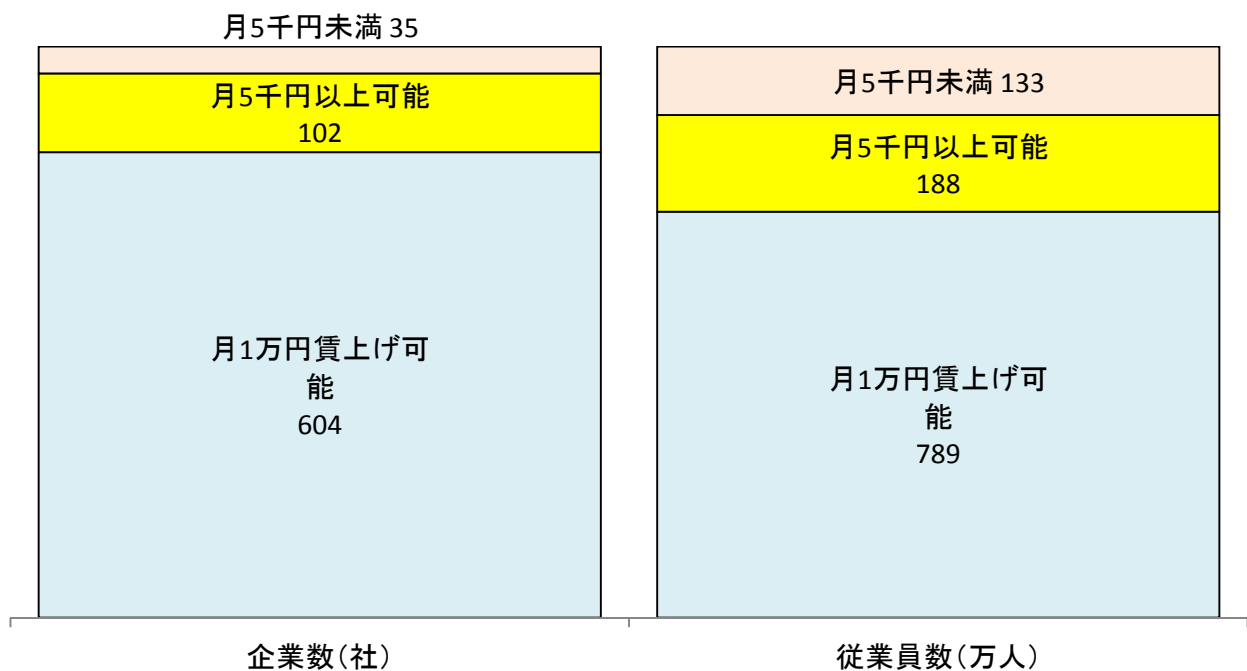 月5千円未満 35
月5千円以上可能
102
月1万円賃上げ可
能
604
企業数(社)
月5千円未満 133
月5千円以上可能
188
月1万円賃上げ可
能
789
従業員数(万人)